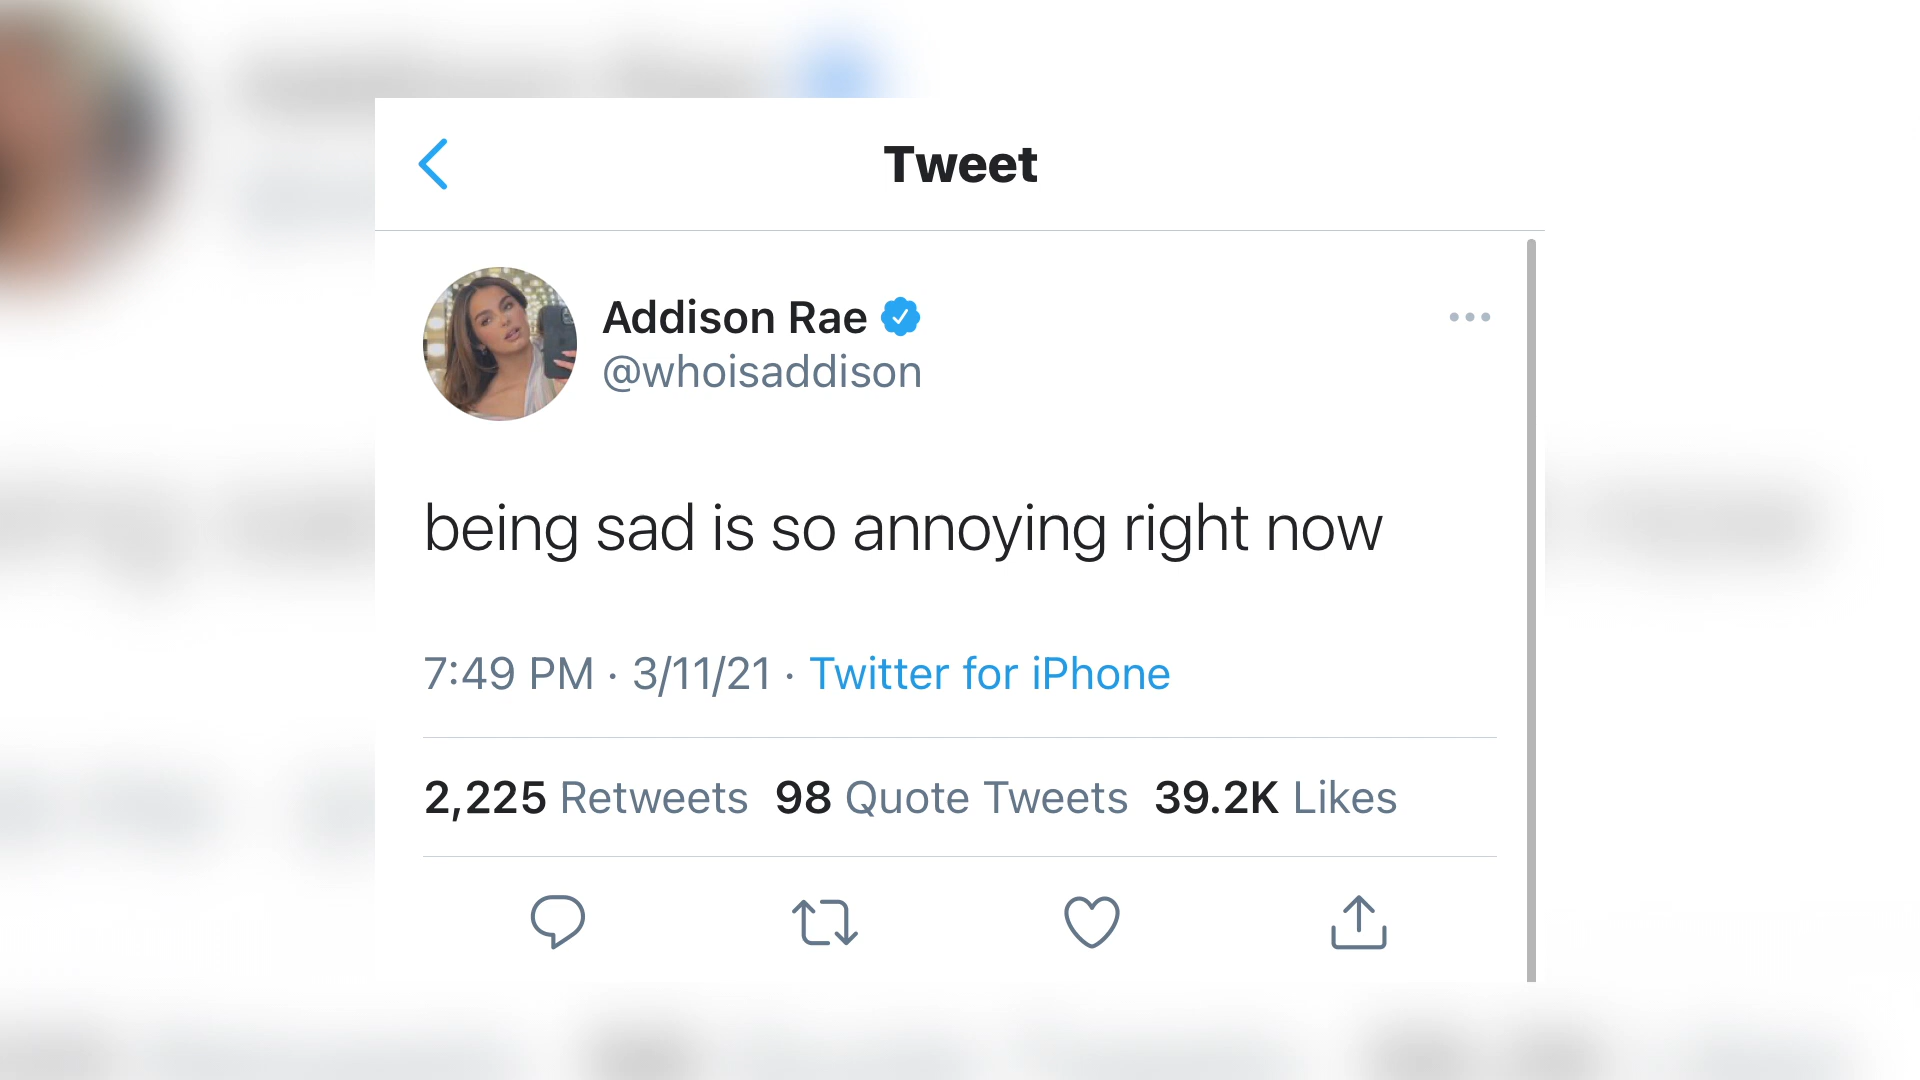 Tweet
Addison Rae
@whoisaddison
being sad is so annoying right now
7:49 PM · 3/11/21 · Twitter for iPhone
2,225 Retweets 98 Quote Tweets 39.2K Likes